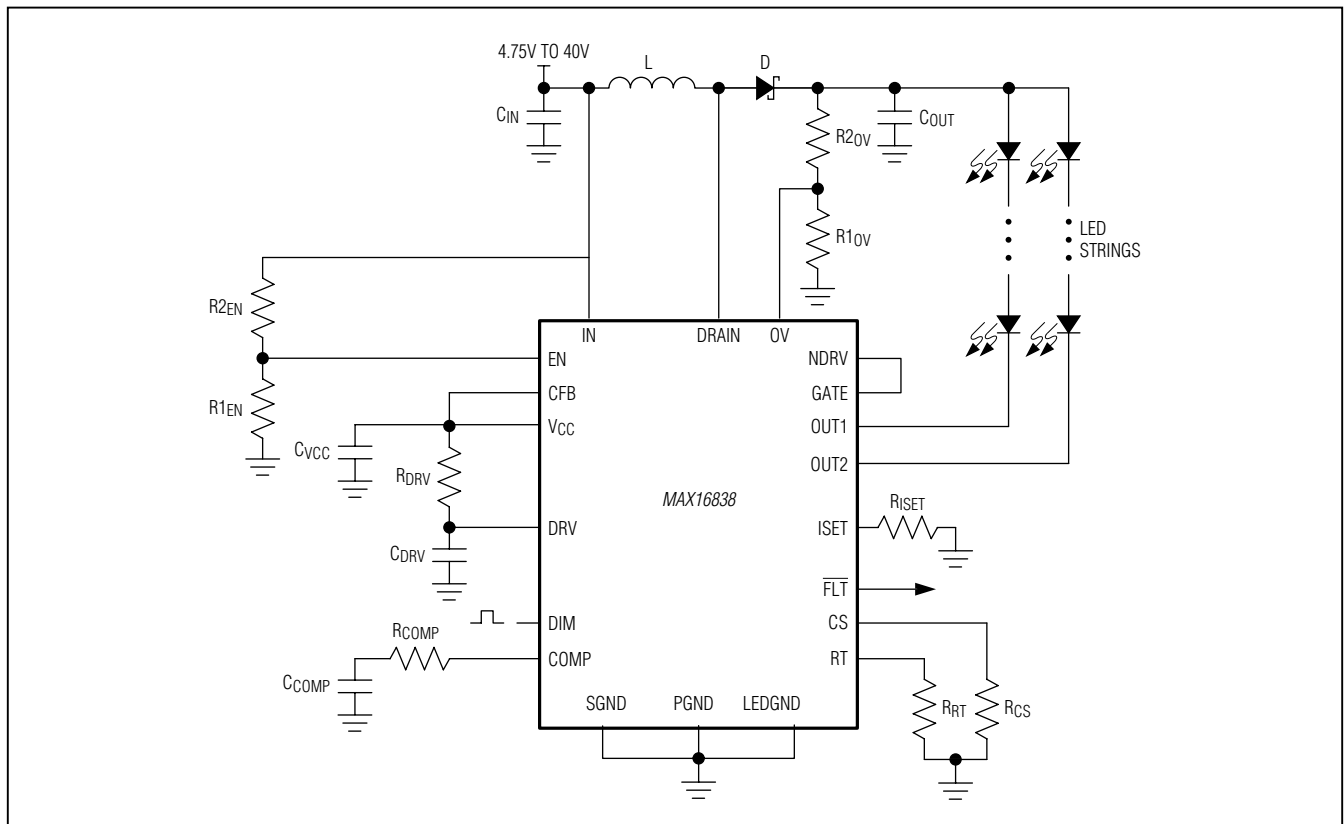 4.75V TO 40V
L
D
CIN
R2OV
COUT
R1OV
LED
STRINGS
R2EN
R1EN
IN
DRAIN
OV
EN
CFB
VCC
NDRV
GATE
OUT1
OUT2
CVCC
RDRV
MAX16838
DRV
CDRV
ISET
RISET
FLT
DIM
CS
RCOMP
COMP
RT
CCOMP
SGND
PGND
LEDGND
RRT
RCS